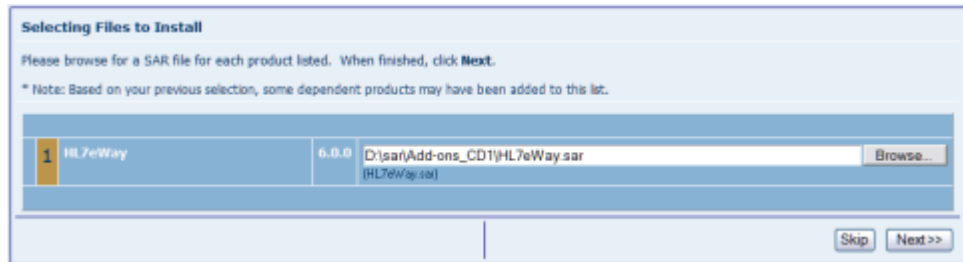 Selecting Files to Install
Please browse for a SAR file for each product listed. When finished, click Next.
* Note: Based on your previous selection, some dependent products may have been added to this list.
1 HL7eWay 6.0.0 D:\sar\Add-ons_CD1\HL7eWay.sar Browse...
(HL7eWay.sar)
Skip Next >>